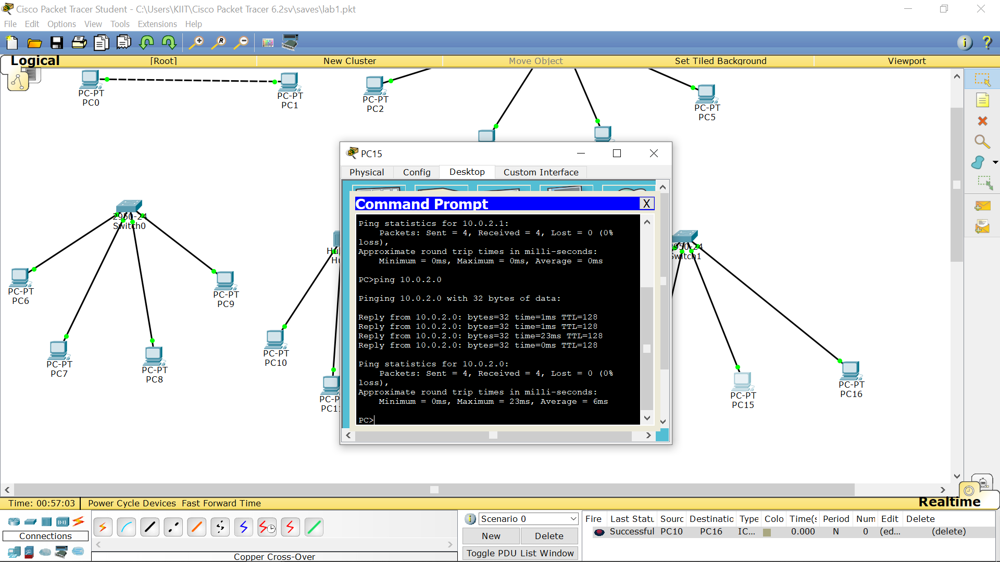 Cisco Packet Tracer Student - C:\Users\KIIT\Cisco Packet Tracer 6.2sv\saves\lab1.pkt
File Edit Options View Tools Extensions Help
Logical [Root] New Cluster Move Object Set Tiled Background Viewport
PC-PT
PC0
PC-PT
PC1
PC-PT
PC2
PC-PT
PC5
PC15
Physical Config Desktop Custom Interface
Command Prompt X
Ping statistics for 10.0.2.1:
Packets: Sent = 4, Received = 4, Lost = 0 (0%
loss),
Approximate round trip times in milli-seconds:
Minimum = 0ms, Maximum = 0ms, Average = 0ms
PC>ping 10.0.2.0
Pinging 10.0.2.0 with 32 bytes of data:
Reply from 10.0.2.0: bytes=32 time=1ms TTL=128
Reply from 10.0.2.0: bytes=32 time=1ms TTL=128
Reply from 10.0.2.0: bytes=32 time=23ms TTL=128
Reply from 10.0.2.0: bytes=32 time=0ms TTL=128
Ping statistics for 10.0.2.0:
Packets: Sent = 4, Received = 4, Lost = 0 (0%
loss),
Approximate round trip times in milli-seconds:
Minimum = 0ms, Maximum = 23ms, Average = 6ms
PC>
2950-24
Switch0
PC-PT
PC6
PC-PT
PC7
PC-PT
PC8
PC-PT
PC9
Hu
Hu
PC-PT
PC10
PC-P
PC11
950-24
Switch1
PC-PT
PC15
PC-PT
PC16
Time: 00:57:03 Power Cycle Devices Fast Forward Time
Realtime
Connections
Copper Cross-Over
Scenario 0
New Delete
Toggle PDU List Window
Fire Last Statu Sourc Destinatic Type Colo Time(s Period Num Edit Delete
Successful PC10 PC16 IC... 0.000 N 0 (ed... (delete)